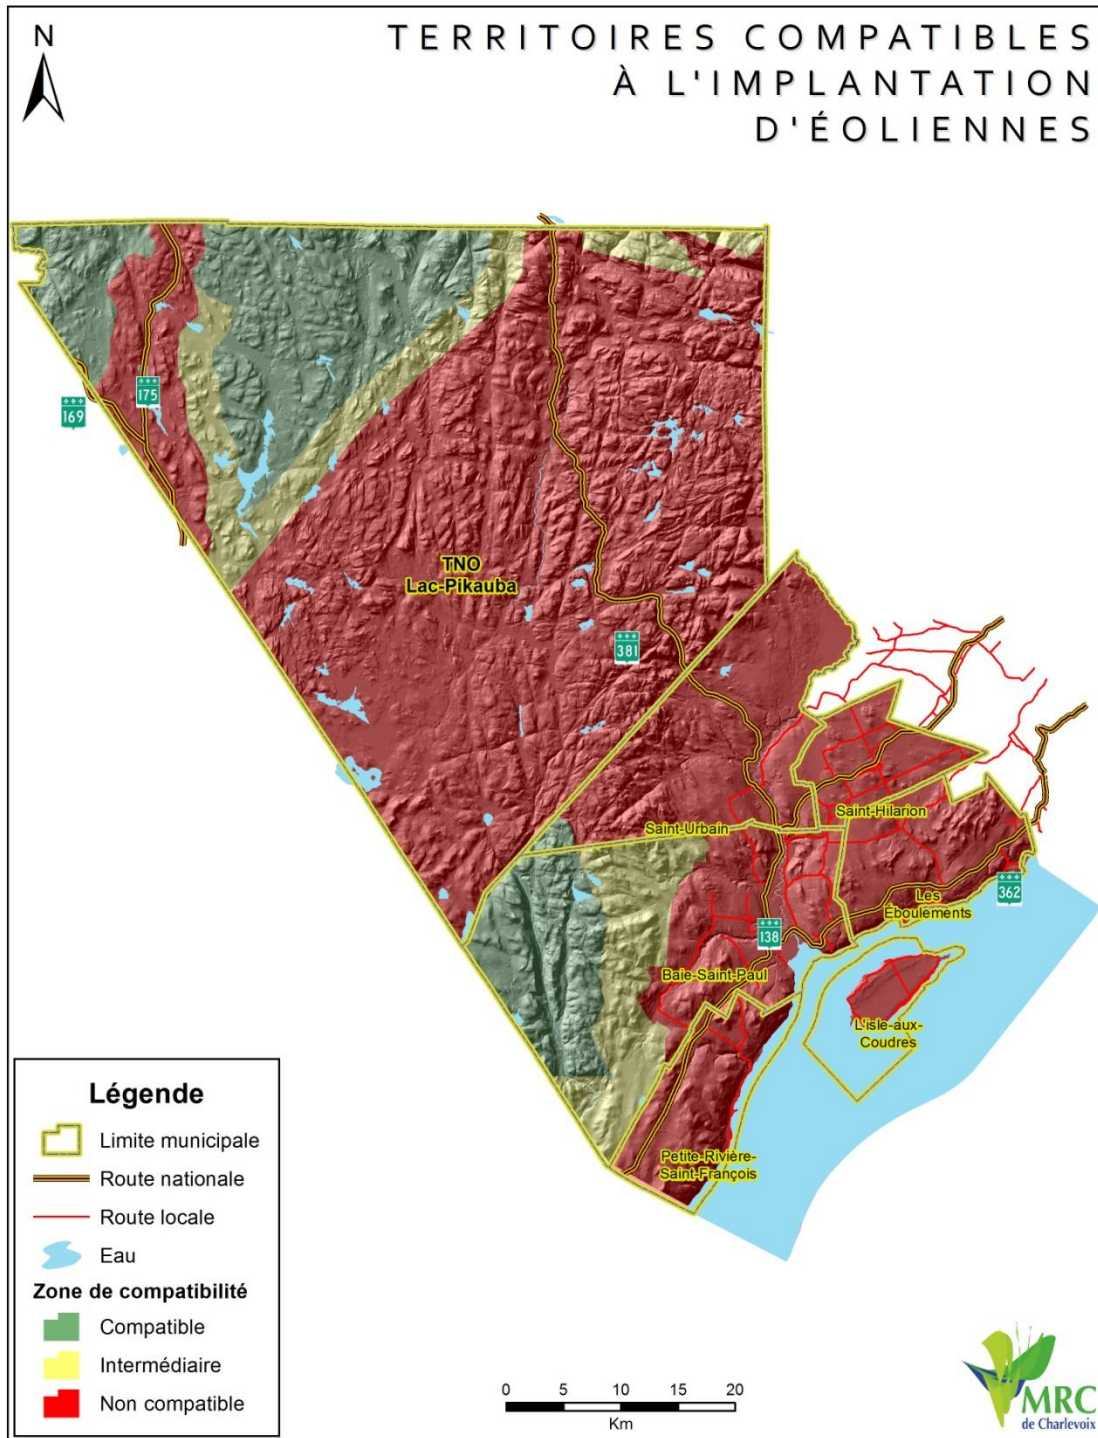 N
TERRITOIRES COMPATIBLES
À L'IMPLANTATION
D'ÉOLIENNES
175
169
TNO
Lac-Pikauba
381
Saint-Urbain
Saint-Hilarion
362
Les
Éboulements
138
Baie-Saint-Paul
L'isle-aux-
Coudres
Petite-Rivière-
Saint-François
Légende
Limite municipale
Route nationale
Route locale
Eau
Zone de compatibilité
Compatible
Intermédiaire
Non compatible
0 5 10 15 20
Km
MRC
de Charlevoix